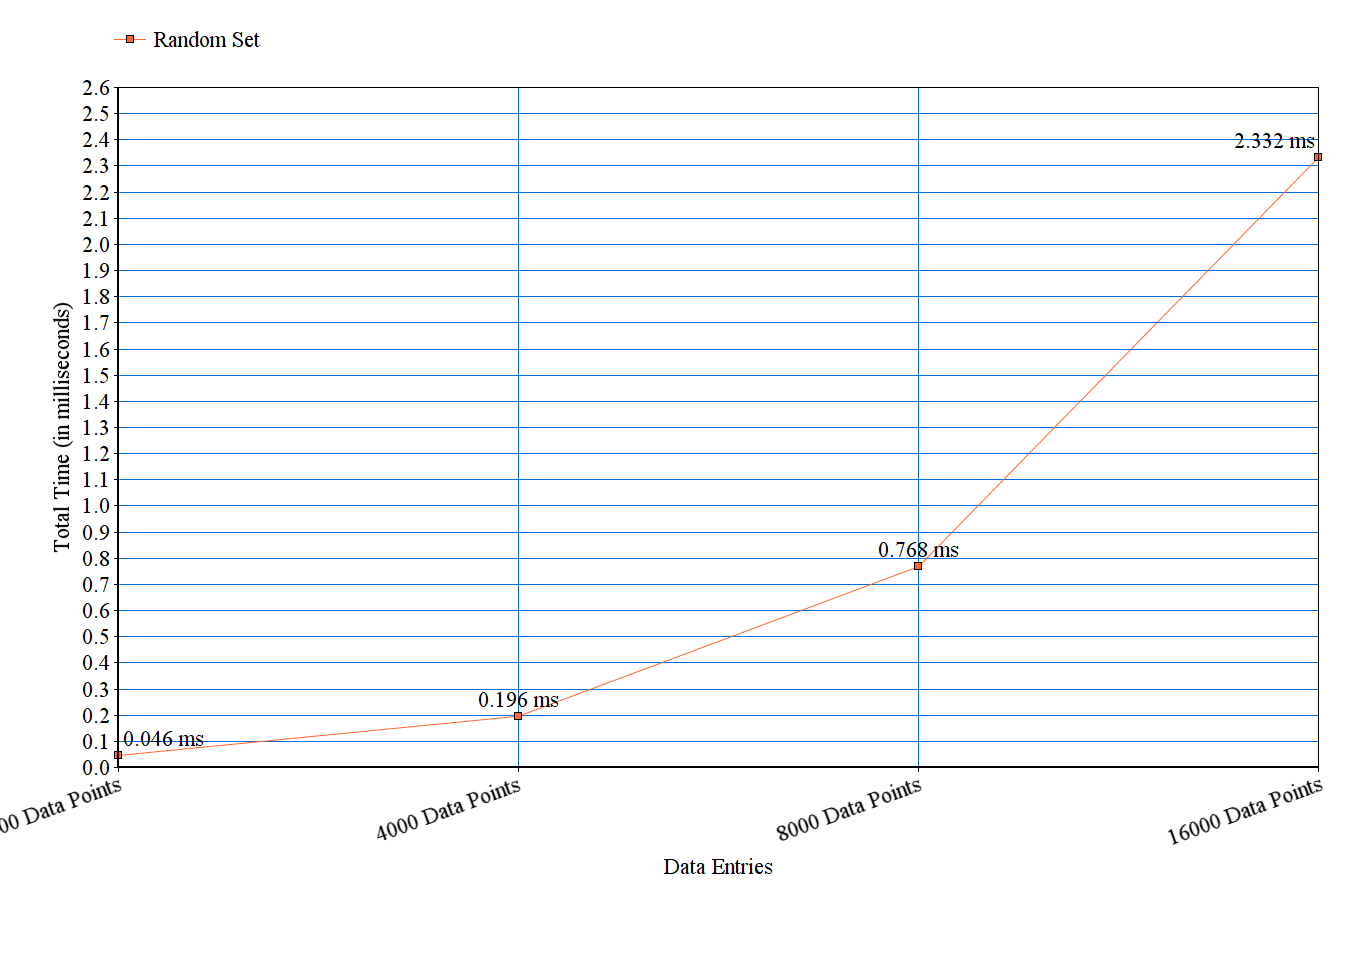 Random Set
2.6
2.5
2.4
2.332 ms
2.3
2.2
2.1
2.0
1.9
1.8
1.7
1.6
1.5
1.4
1.3
1.2
1.1
1.0
0.9
0.8
0.768 ms
0.7
0.6
0.5
0.4
0.3
0.196 ms
0.2
0.1
0.046 ms
0.0
Total Time (in milliseconds)
00 Data Points
4000 Data Points
8000 Data Points
16000 Data Points
Data Entries